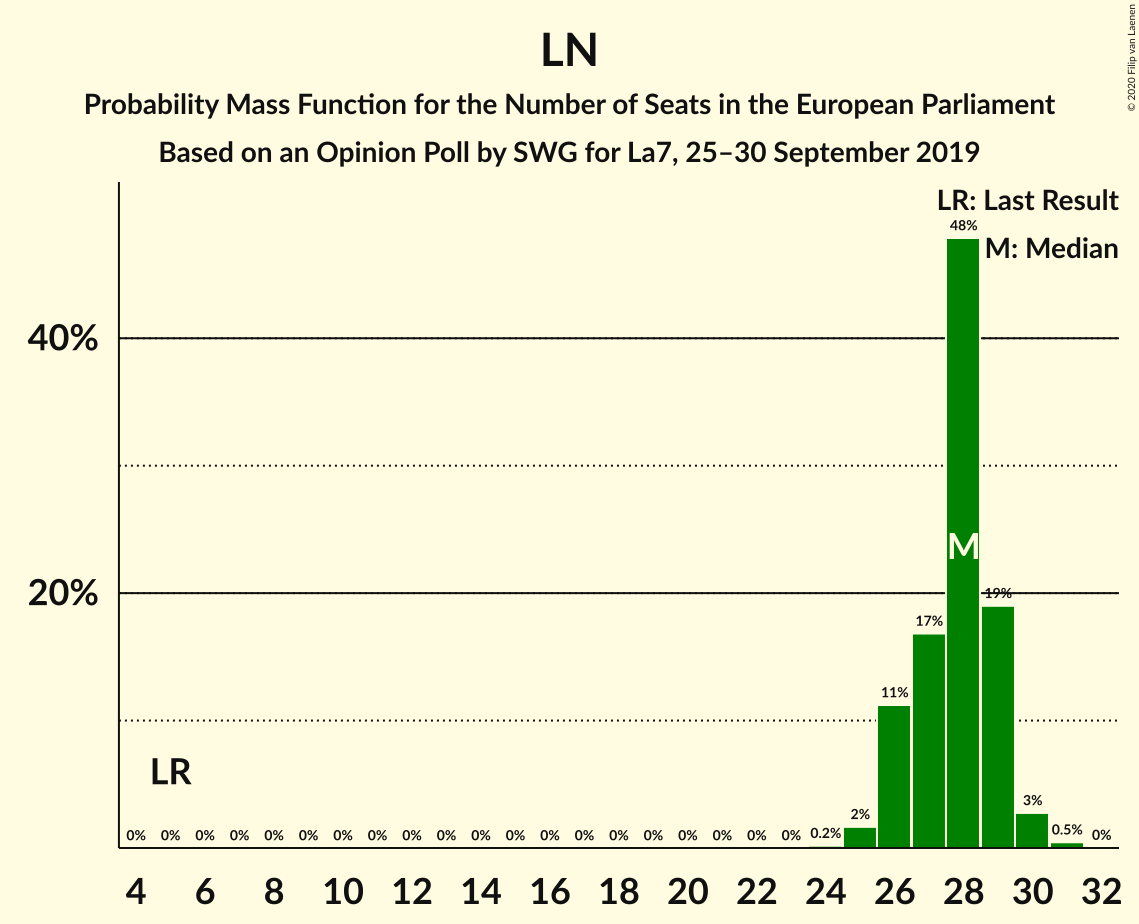 LN
Probability Mass Function for the Number of Seats in the European Parliament
Based on an Opinion Poll by SWG for La7, 25–30 September 2019
© 2020 Filip van Laenen
LR: Last Result
M: Median
48%
40%
M
20%
19%
17%
11%
LR
3%
2%
0% 0% 0% 0% 0% 0% 0% 0% 0% 0% 0% 0% 0% 0% 0% 0% 0% 0% 0% 0% 0.2% 0.5% 0%
4 6 8 10 12 14 16 18 20 22 24 26 28 30 32